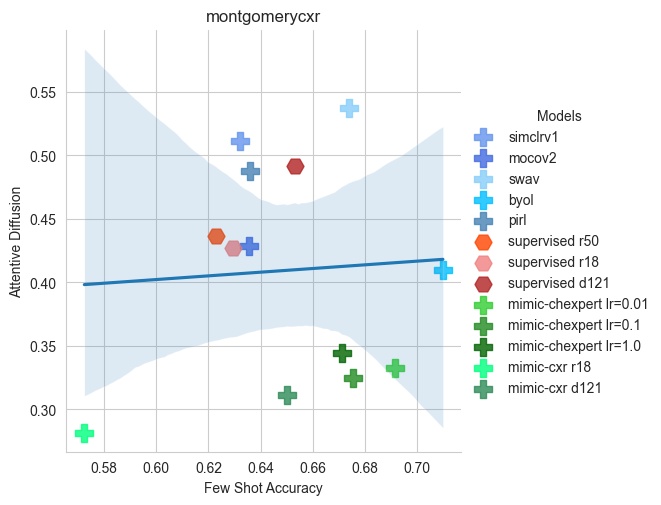 montgomerycxr
Attentive Diffusion
0.55
0.50
0.45
0.40
0.35
0.30
0.58
0.60
0.62
0.64
0.66
0.68
0.70
Few Shot Accuracy
Models
simclrv1
mocov2
swav
byol
pirl
supervised r50
supervised r18
supervised d121
mimic-chexpert lr=0.01
mimic-chexpert lr=0.1
mimic-chexpert lr=1.0
mimic-cxr r18
mimic-cxr d121